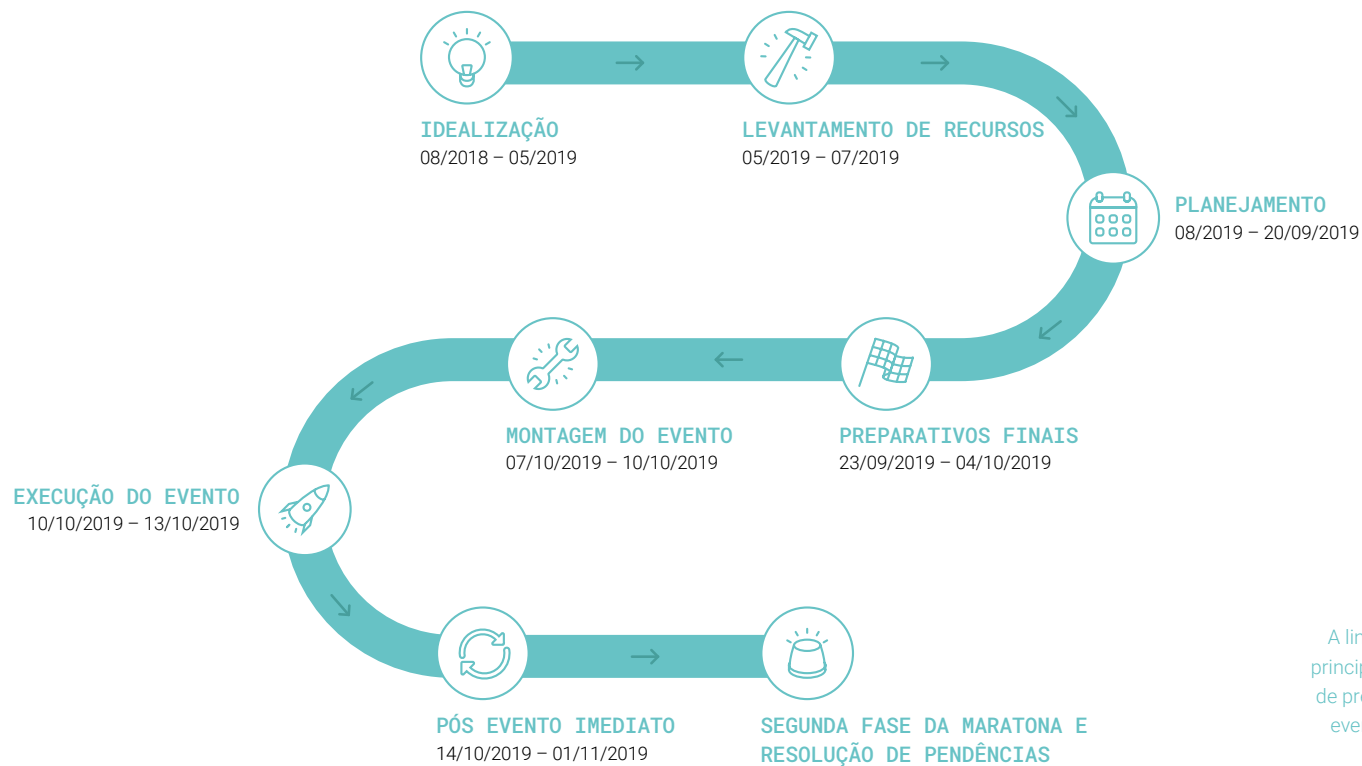 IDEALIZAÇÃO
08/2018 – 05/2019
LEVANTAMENTO DE RECURSOS
05/2019 – 07/2019
PLANEJAMENTO
08/2019 – 20/09/2019
PREPARATIVOS FINAIS
23/09/2019 – 04/10/2019
MONTAGEM DO EVENTO
07/10/2019 – 10/10/2019
EXECUÇÃO DO EVENTO
10/10/2019 – 13/10/2019
PÓS EVENTO IMEDIATO
14/10/2019 – 01/11/2019
SEGUNDA FASE DA MARATONA E
RESOLUÇÃO DE PENDÊNCIAS
A
de